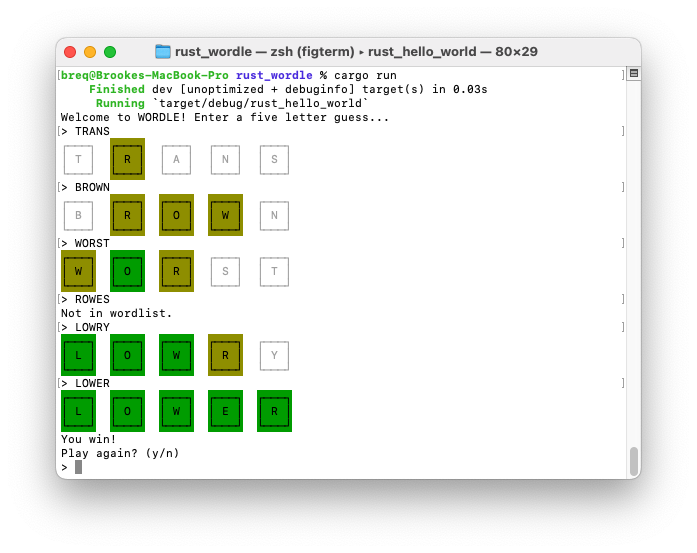 rust_wordle — zsh (figterm) ▸ rust_hello_world — 80×29
[breq@Brookes-MacBook-Pro rust_wordle % cargo run ]
Finished dev [unoptimized + debuginfo] target(s) in 0.03s
Running `target/debug/rust_hello_world`
Welcome to WORDLE! Enter a five letter guess...
[> TRANS ]
T R A N S
[> BROWN ]
B R O W N
[> WORST ]
W O R S T
[> ROWES ]
Not in wordlist.
[> LOWRY ]
L O W R Y
[> LOWER ]
L O W E R
You win!
Play again? (y/n)
>